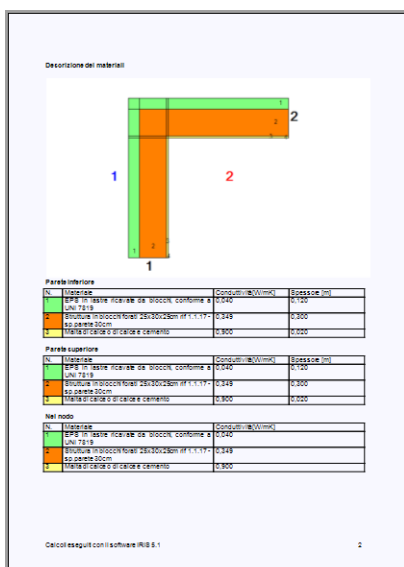 Descrizione dei materiali
1
2
2
1
2
1 2
1
Parete inferiore
N. Materiale Conduttività[W/mK] Spessore [m]
1 EPS in lastre ricavate da blocchi, conforme a 0,040 0,120
UNI 7819
2 Struttura in blocchi forati 25x30x25cm rif 1.1.17 - 0,349 0,300
sp.parete 30cm
3 Malta di calce o di calce e cemento 0,900 0,020
Parete superiore
N. Materiale Conduttività[W/mK] Spessore [m]
1 EPS in lastre ricavate da blocchi, conforme a 0,040 0,120
UNI 7819
2 Struttura in blocchi forati 25x30x25cm rif 1.1.17 - 0,349 0,300
sp.parete 30cm
3 Malta di calce o di calce e cemento 0,900 0,020
Nel nodo
N. Materiale Conduttività[W/mK]
1 EPS in lastre ricavate da blocchi, conforme a 0,040
UNI 7819
2 Struttura in blocchi forati 25x30x25cm rif 1.1.17 - 0,349
sp.parete 30cm
3 Malta di calce o di calce e cemento 0,900
Calcoli eseguiti con il software IRIS 5.1 2